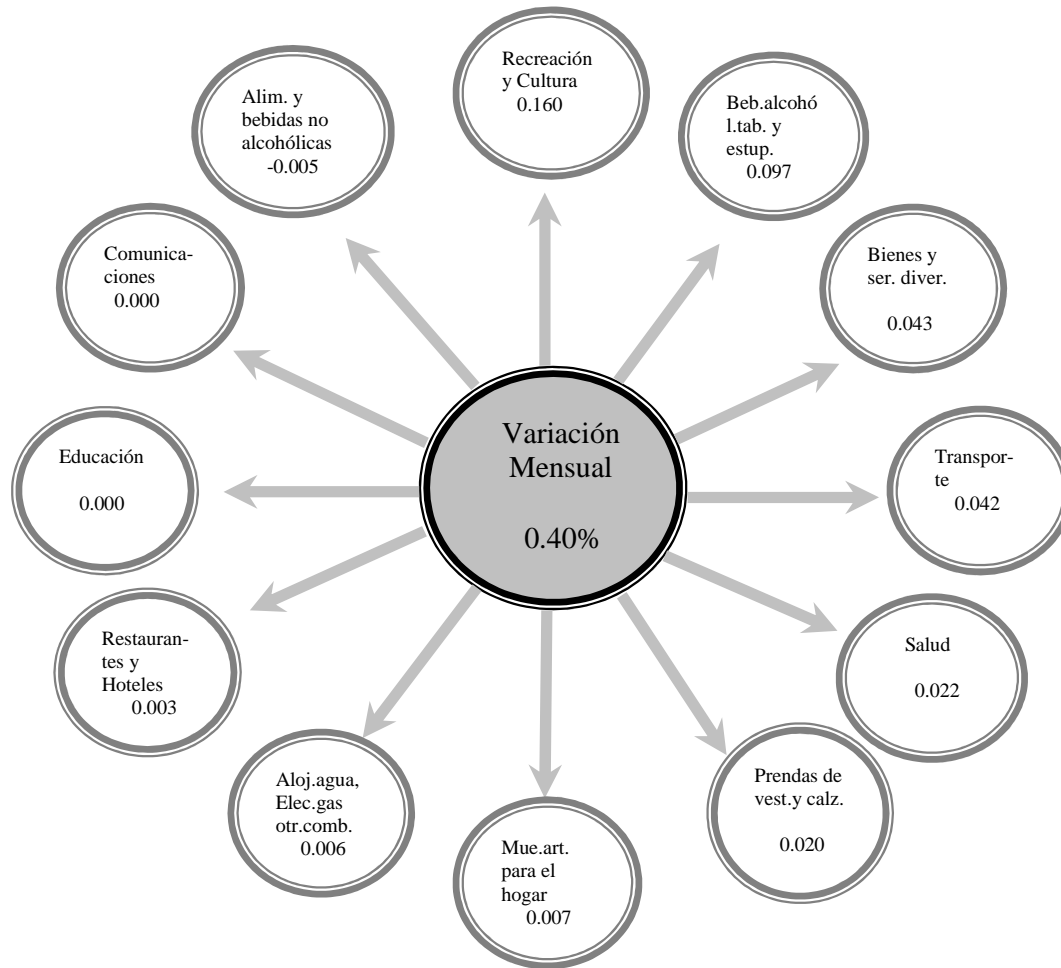 Recreación
y Cultura
0.160
Beb.alcohó
l.tab. y
estup.
0.097
Bienes y
ser. diver.
0.043
Transpor-
te
0.042
Salud
0.022
Prendas de
vest.y calz.
0.020
Mue.art.
para el
hogar
0.007
Aloj.agua,
Elec.gas
otr.comb.
0.006
Restauran-
tes y
Hoteles
0.003
Educación
0.000
Comunica-
ciones
0.000
Alim. y
bebidas no
alcohólicas
-0.005
Variación
Mensual
0.40%